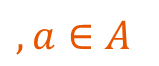 , 𝑎 ∈ 𝐴